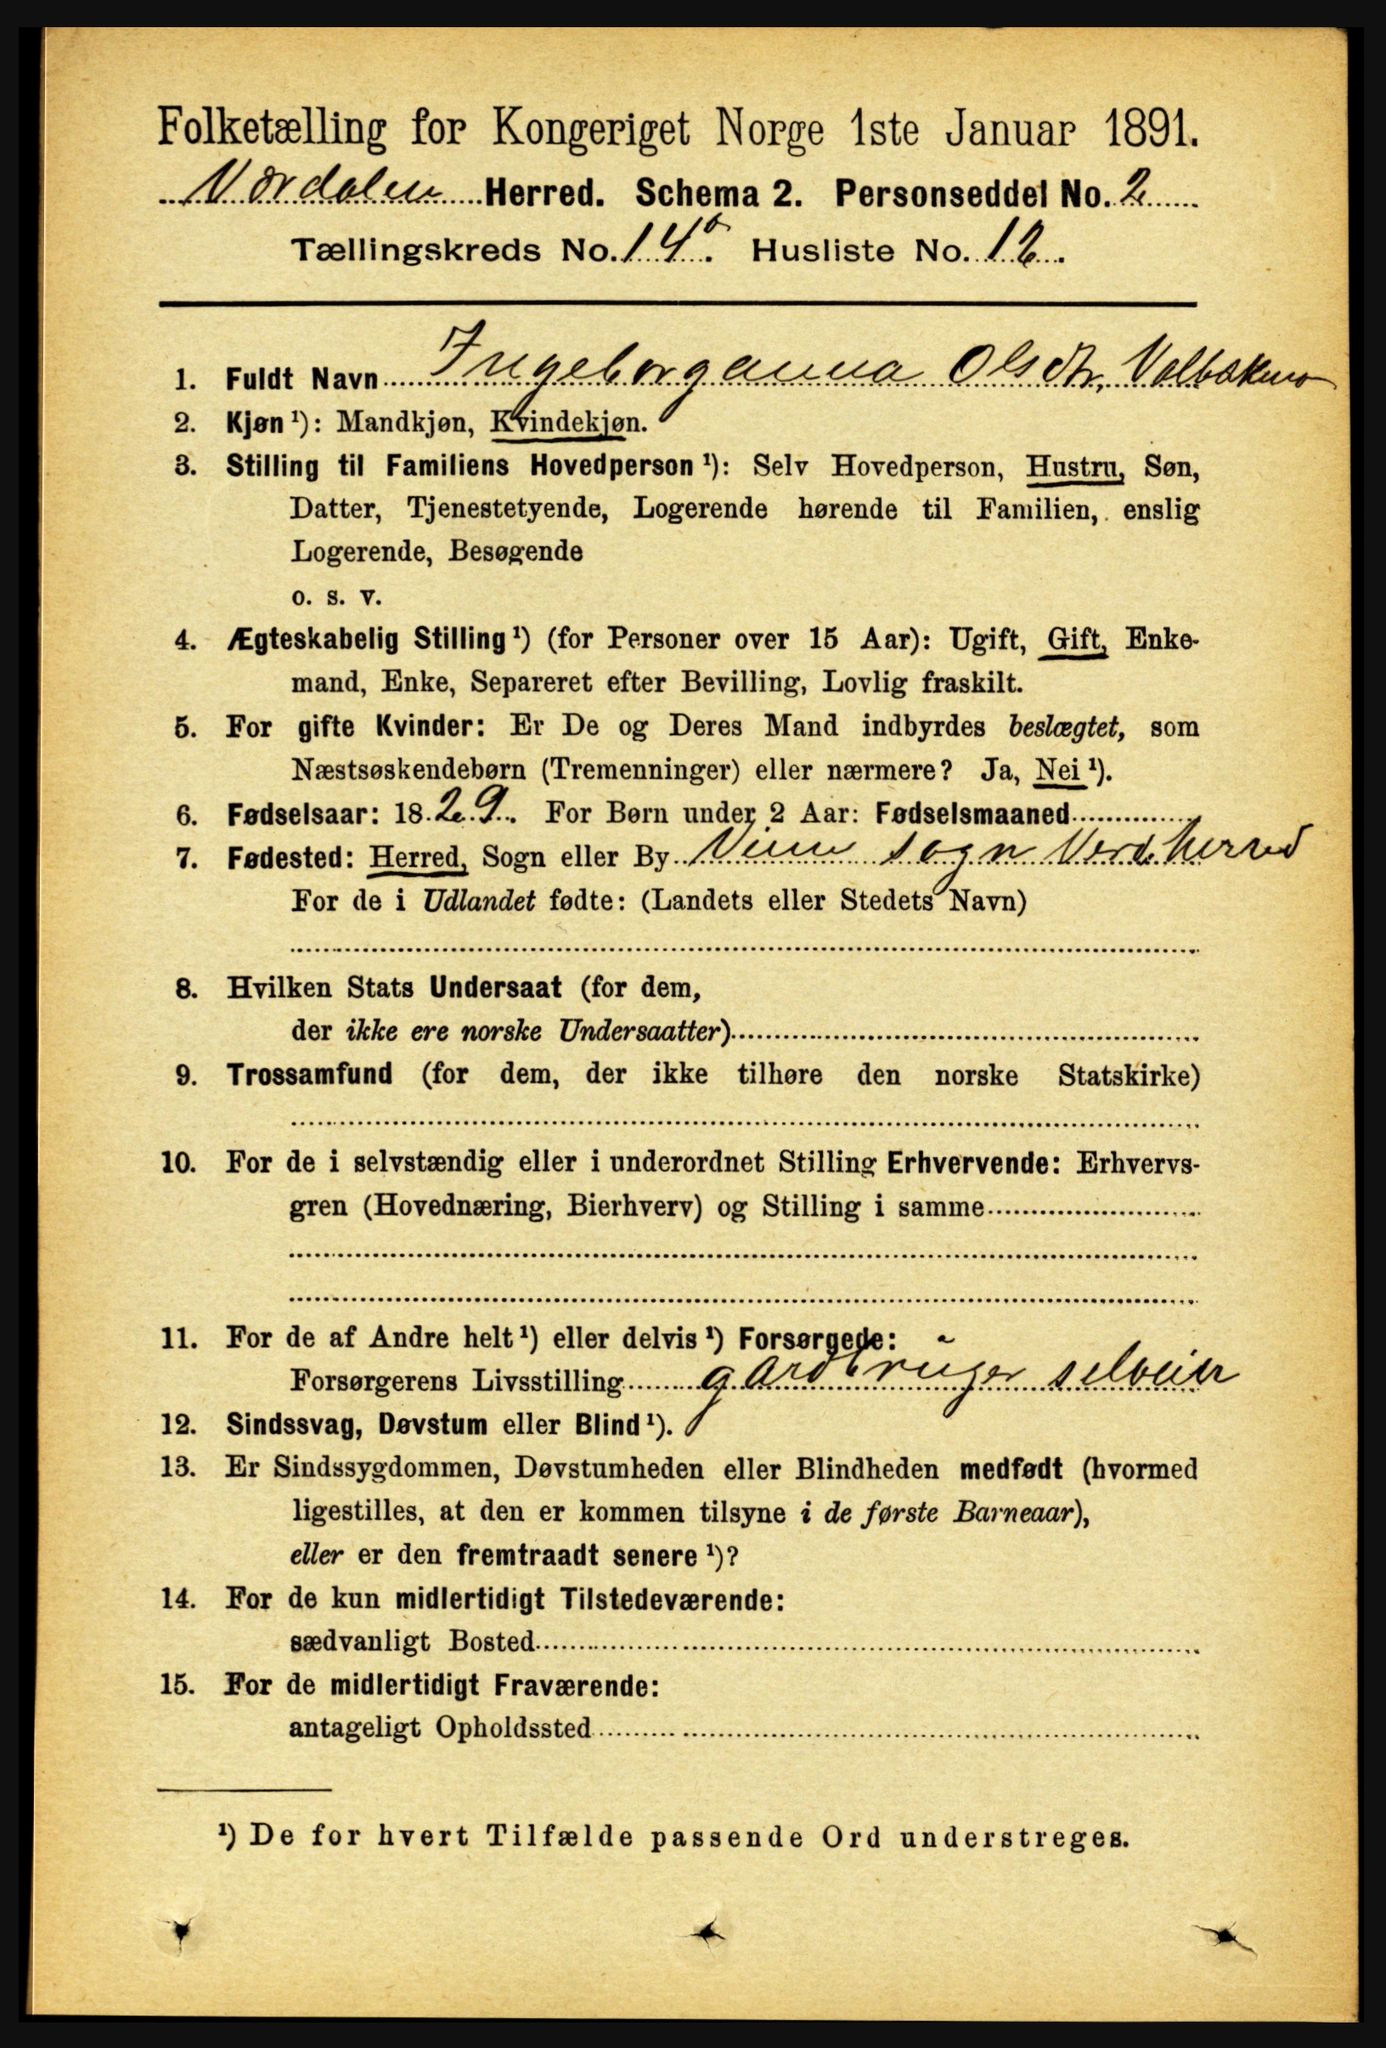 Folketælling for Kongeriget Norge 1ste Januar 1891.
Værdalen Herred. Schema 2. Personseddel No. 2
Tællingskreds No. 14ª. Husliste No. 12.
1. Fuldt Navn Ingeborganna Olsdtr. Volbakmo
2. Kjøn ¹): Mandkjøn, Kvindekjøn.
3. Stilling til Familiens Hovedperson ¹): Selv Hovedperson, Hustru, Søn,
Datter, Tjenestetyende, Logerende hørende til Familien, enslig
Logerende, Besøgende
o. s. v.
4. Ægteskabelig Stilling ¹) (for Personer over 15 Aar): Ugift, Gift, Enke-
mand, Enke, Separeret efter Bevilling, Lovlig fraskilt.
5. For gifte Kvinder: Er De og Deres Mand indbyrdes beslægtet, som
Næstsøskendebørn (Tremenninger) eller nærmere? Ja, Nei ¹).
6. Fødselsaar: 1829. For Børn under 2 Aar: Fødselsmaaned
7. Fødested: Herred, Sogn eller By Vinne sogn Verd. herred
For de i Udlandet fødte: (Landets eller Stedets Navn)
8. Hvilken Stats Undersaat (for dem,
der ikke ere norske Undersaatter)
9. Trossamfund (for dem, der ikke tilhøre den norske Statskirke)
10. For de i selvstændig eller i underordnet Stilling Erhvervende: Erhvervs-
gren (Hovednæring, Bierhverv) og Stilling i samme
11. For de af Andre helt ¹) eller delvis ¹) Forsørgede:
Forsørgerens Livsstilling gardbruger selveier
12. Sindssvag, Døvstum eller Blind ¹).
13. Er Sindssygdommen, Døvstumheden eller Blindheden medfødt (hvormed
ligestilles, at den er kommen tilsyne i de første Barneaar),
eller er den fremtraadt senere ¹)?
14. For de kun midlertidigt Tilstedeværende:
sædvanligt Bosted
15. For de midlertidigt Fraværende:
antageligt Opholdssted
¹) De for hvert Tilfælde passende Ord understreges.